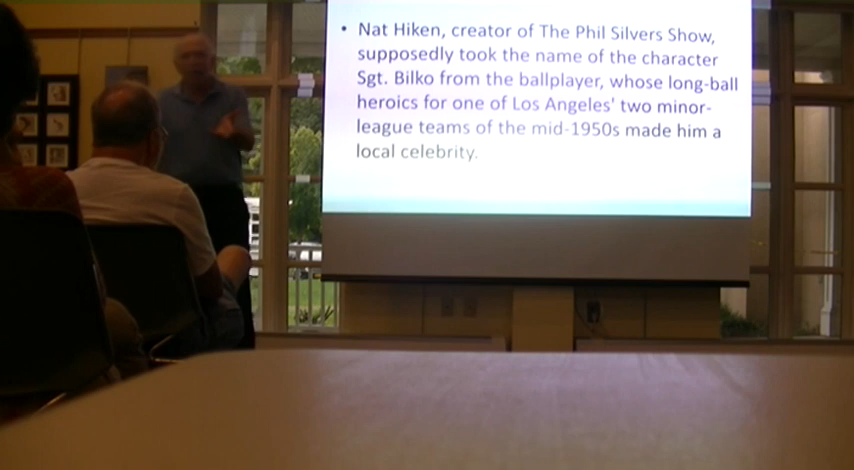 • Nat Hiken, creator of The Phil Silvers Show,
supposedly took the name of the character
Sgt. Bilko from the ballplayer, whose long-ball
heroics for one of Los Angeles' two minor-
league teams of the mid-1950s made him a
local celebrity.